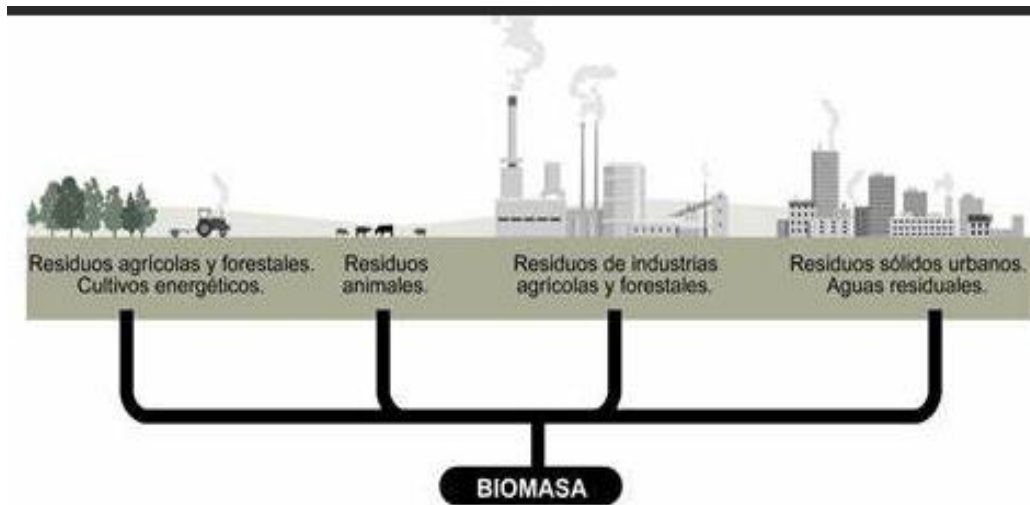 Residuos agrícolas y forestales.
Cultivos energéticos.
Residuos
animales.
Residuos de industrias
agrícolas y forestales.
Residuos sólidos urbanos.
Aguas residuales.
BIOMASA